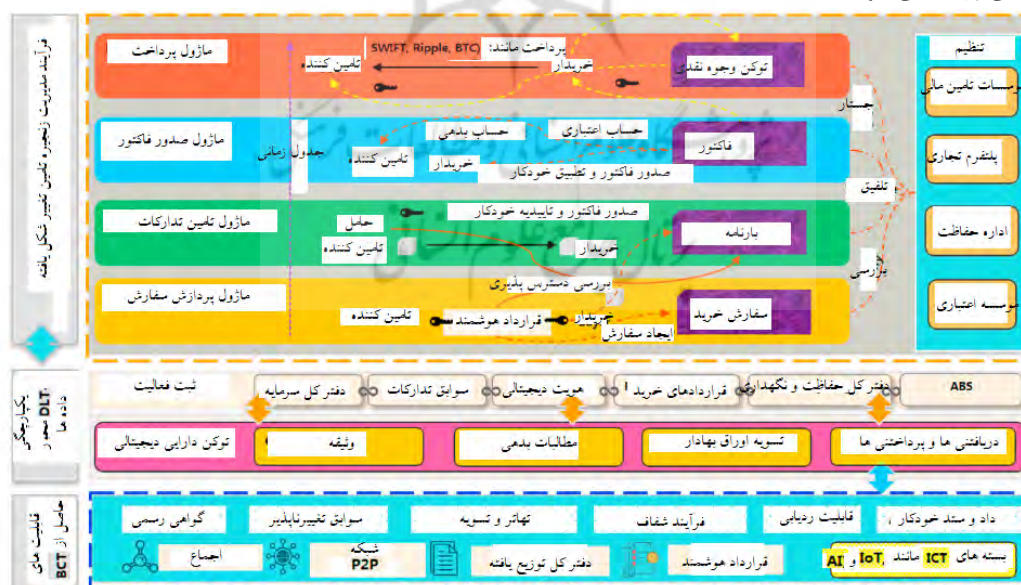 فرآیند مدیریت زنجیره تامین تغییر شکل یافته
ماژول پرداخت
پرداخت مانند: (SWIFT, Ripple, BTC
تامین کننده
خریدار
توکن وجوه نقدی
ماژول صدور فاکتور
جدول زمانی
حساب بدهی
حساب اعتباری
تامین کننده
خریدار
صدور فاکتور و تطبیق خودکار
فاکتور
ماژول تامین تدارکات
صدور فاکتور و تاییدیه خودکار
حامل
تامین کننده
خریدار
بارنامه
ماژول پردازش سفارش
بررسی دسترس پذیری
تامین کننده
قرارداد هوشمند
خریدار
ایجاد سفارش
سفارش خرید
جستار
تلفیق
بررسی
تنظیم
موسسات تامین مالی
پلتفرم تجاری
اداره حفاظت
موسسه اعتباری
یکپارچگی
DLT محور
داده ها
ABS
دفتر کل حفاظت و نگهداری
قراردادهای خرید
هویت دیجیتالی
سوابق تدارکات
دفتر کل سرمایه
ثبت فعالیت
دریافتنی ها و پرداختنی ها
تسویه اوراق بهادار
مطالبات بدهی
وثیقه
توکن دارایی دیجیتالی
قابلیت های
حاصل از
BCT
داد و ستد خودکار ،
قابلیت ردیابی
فرآیند شفاف
تهاتر و تسویه
سوابق تغییرناپذیر
گواهی رسمی
بسته های ICT مانند IoT و AI
قرارداد هوشمند
دفتر کل توزیع یافته
شبکه
P2P
اجماع